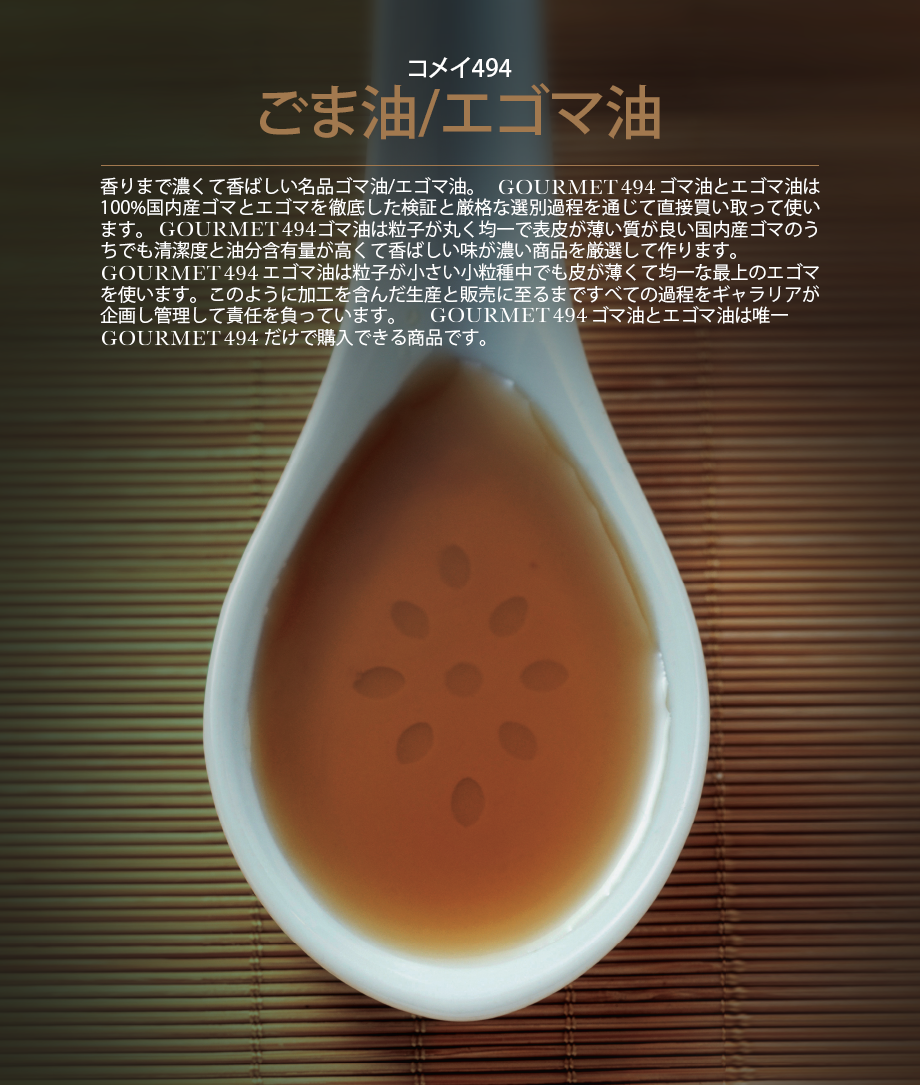 コメイ494
ごま油/エゴマ油
香りまで濃くて香ばしい名品ゴマ油/エゴマ油。 GOURMET 494 ゴマ油とエゴマ油は
100%国内産ゴマとエゴマを徹底した検証と厳格な選別過程を通じて直接買い取って使い
ます。 GOURMET 494ゴマ油は粒子が丸く均一で表皮が薄い質が良い国内産ゴマのう
ちでも清潔度と油分含有量が高くて香ばしい味が濃い商品を厳選して作ります。
GOURMET 494 エゴマ油は粒子が小さい小粒種中でも皮が薄くて均一な最上のエゴマ
を使います。このように加工を含んだ生産と販売に至るまですべての過程をギャラリアが
企画し管理して責任を負っています。 GOURMET 494 ゴマ油とエゴマ油は唯一
GOURMET 494 だけで購入できる商品です。